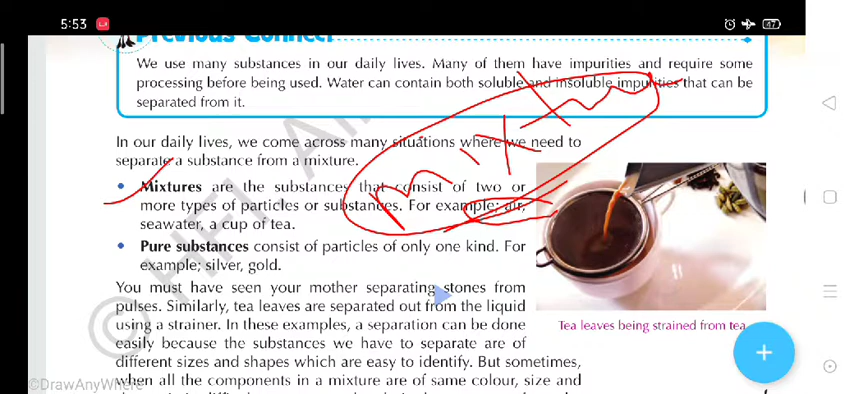 5:53
47
Previous Connect
We use many substances in our daily lives. Many of them have impurities and require some
processing before being used. Water can contain both soluble and insoluble impurities that can be
separated from it.
In our daily lives, we come across many situations where we need to
separate a substance from a mixture.
• Mixtures are the substances that consist of two or
more types of particles or substances. For example; air,
seawater, a cup of tea.
• Pure substances consist of particles of only one kind. For
example; silver, gold.
You must have seen your mother separating stones from
pulses. Similarly, tea leaves are separated out from the liquid
using a strainer. In these examples, a separation can be done
easily because the substances we have to separate are of
different sizes and shapes which are easy to identify. But sometimes,
when all the components in a mixture are of same colour, size and
Tea leaves being strained from tea
©DrawAnyWhere